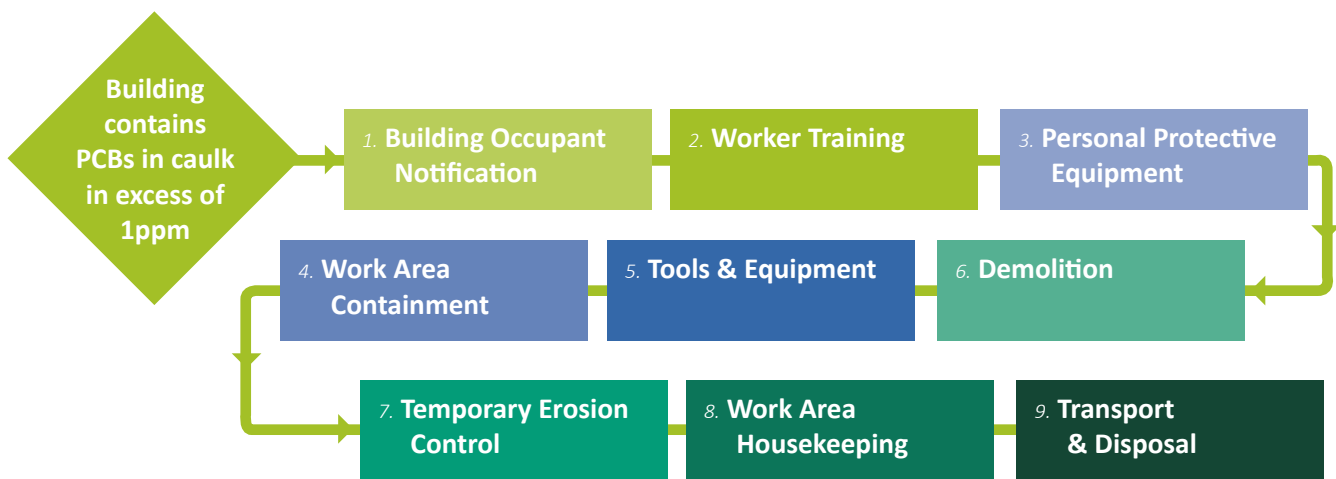 Building
contains
PCBs in caulk
in excess of
1ppm
1. Building Occupant
Notification
2. Worker Training
3. Personal Protective
Equipment
4. Work Area
Containment
5. Tools & Equipment
6. Demolition
7. Temporary Erosion
Control
8. Work Area
Housekeeping
9. Transport
& Disposal